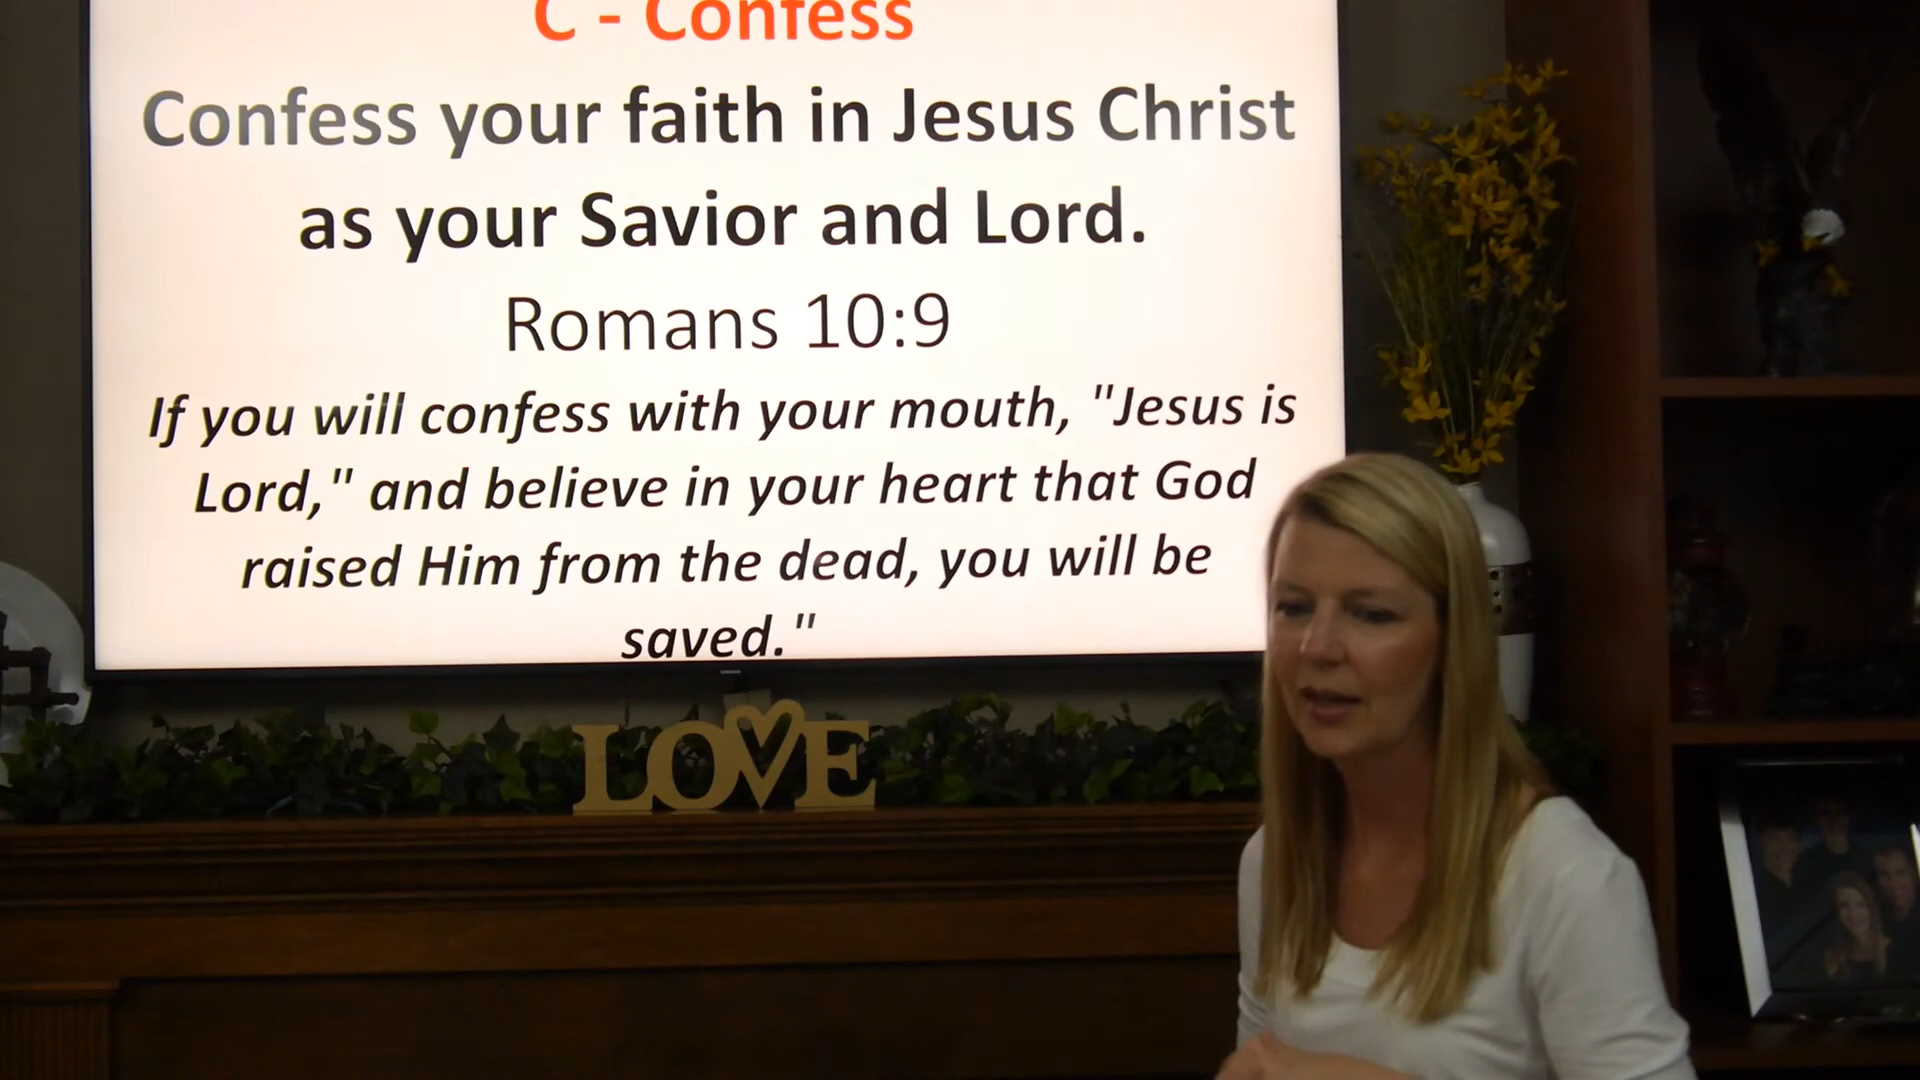 C - Confess
Confess your faith in Jesus Christ
as your Savior and Lord.
Romans 10:9
If you will confess with your mouth, "Jesus is
Lord," and believe in your heart that God
raised Him from the dead, you will be
saved."
LOVE